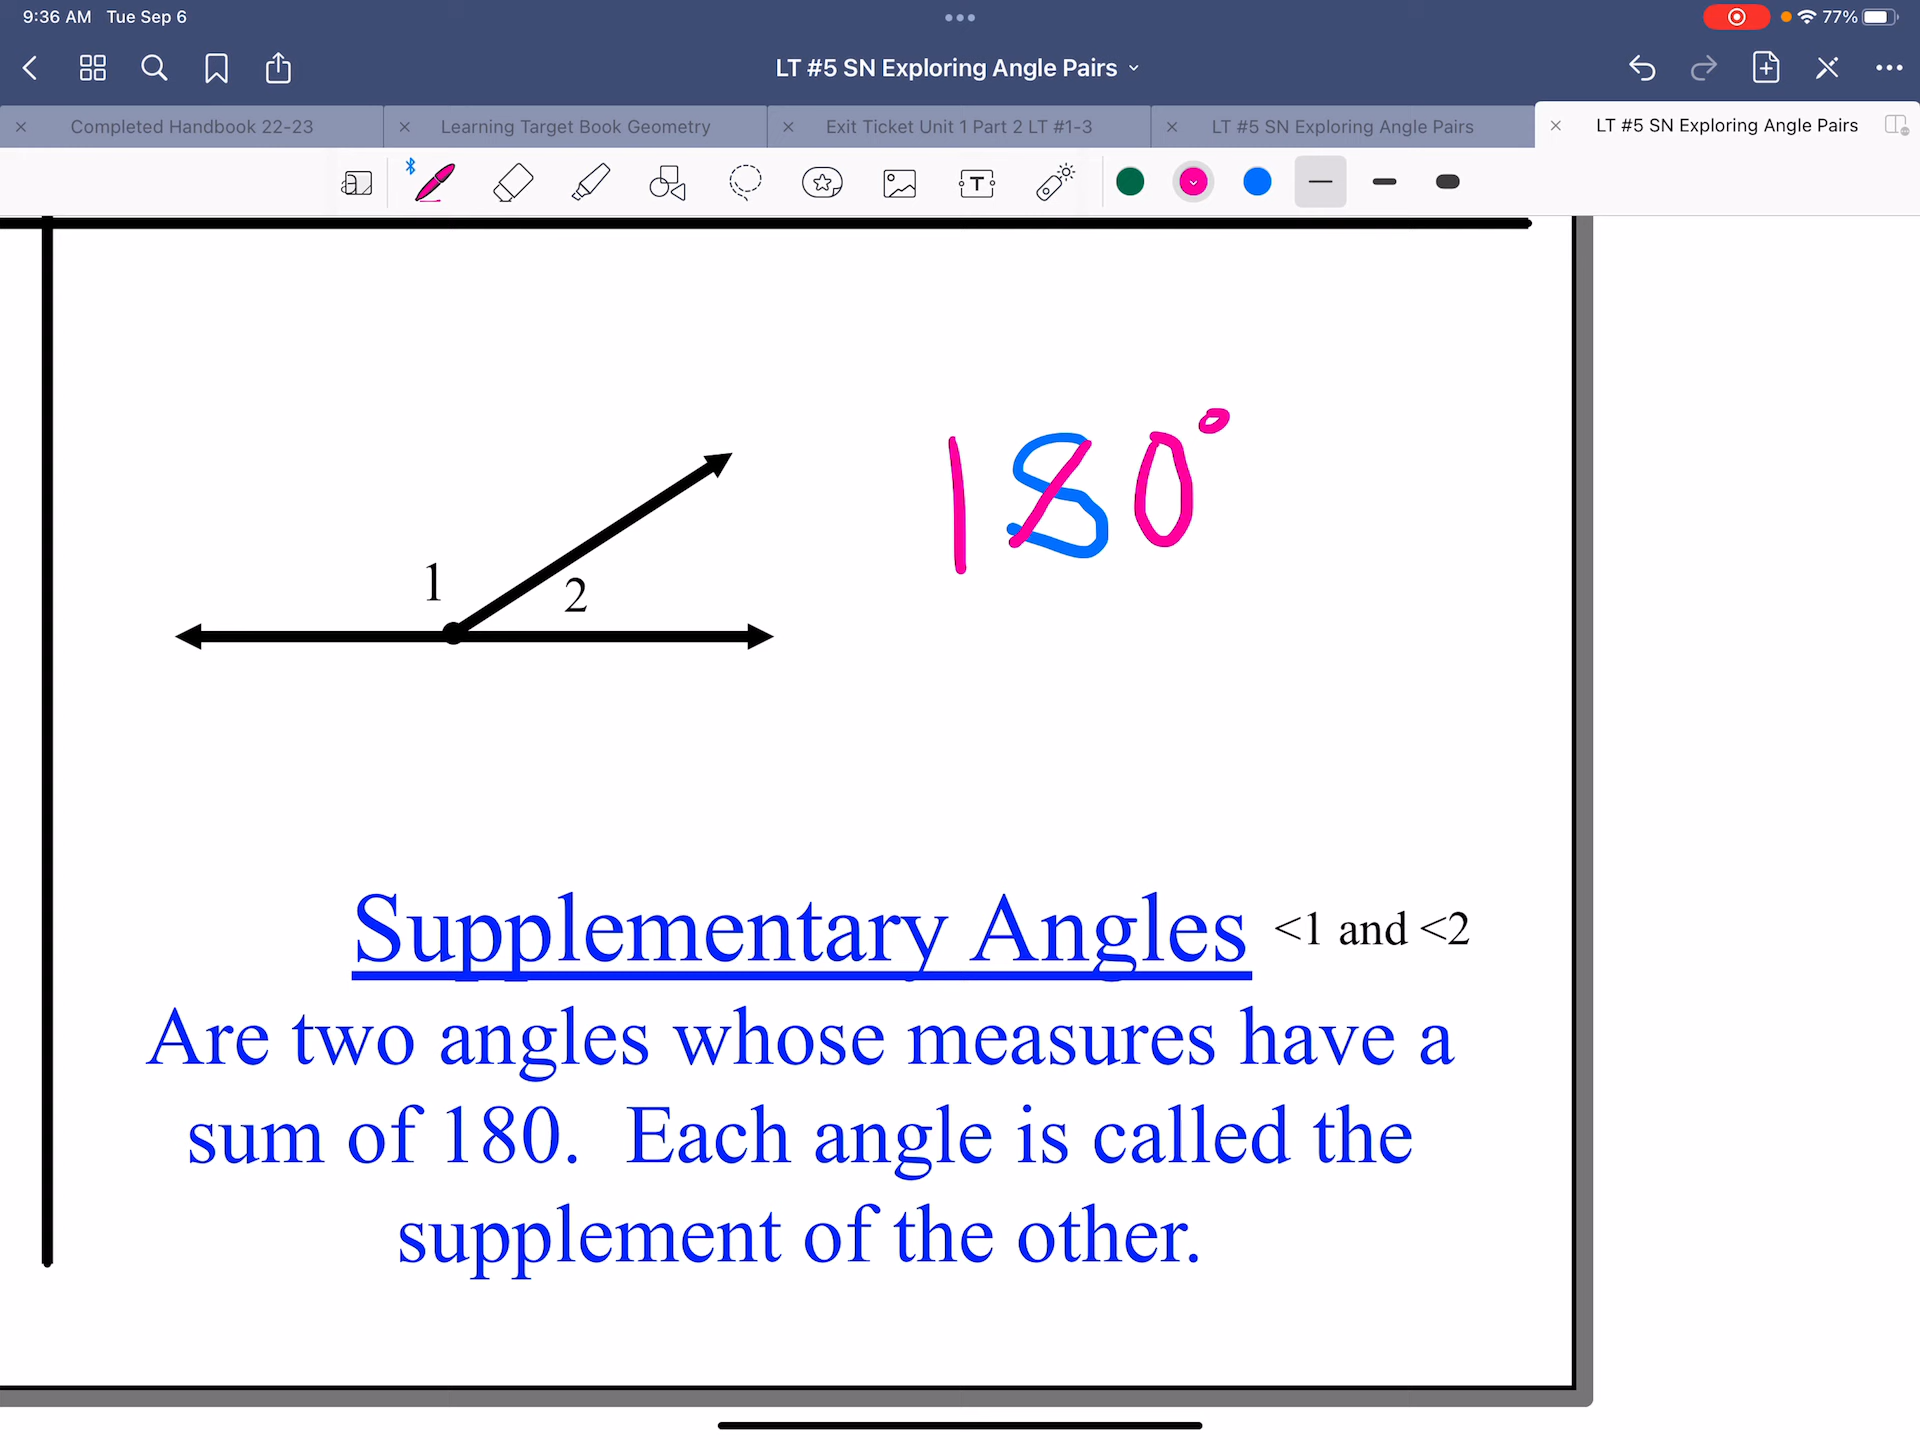 9:36 AM Tue Sep 6
77%
LT #5 SN Exploring Angle Pairs
Completed Handbook 22-23
Learning Target Book Geometry
Exit Ticket Unit 1 Part 2 LT #1-3
LT #5 SN Exploring Angle Pairs
LT #5 SN Exploring Angle Pairs
180°
1
2
Supplementary Angles <1 and <2
Are two angles whose measures have a
sum of 180. Each angle is called the
supplement of the other.